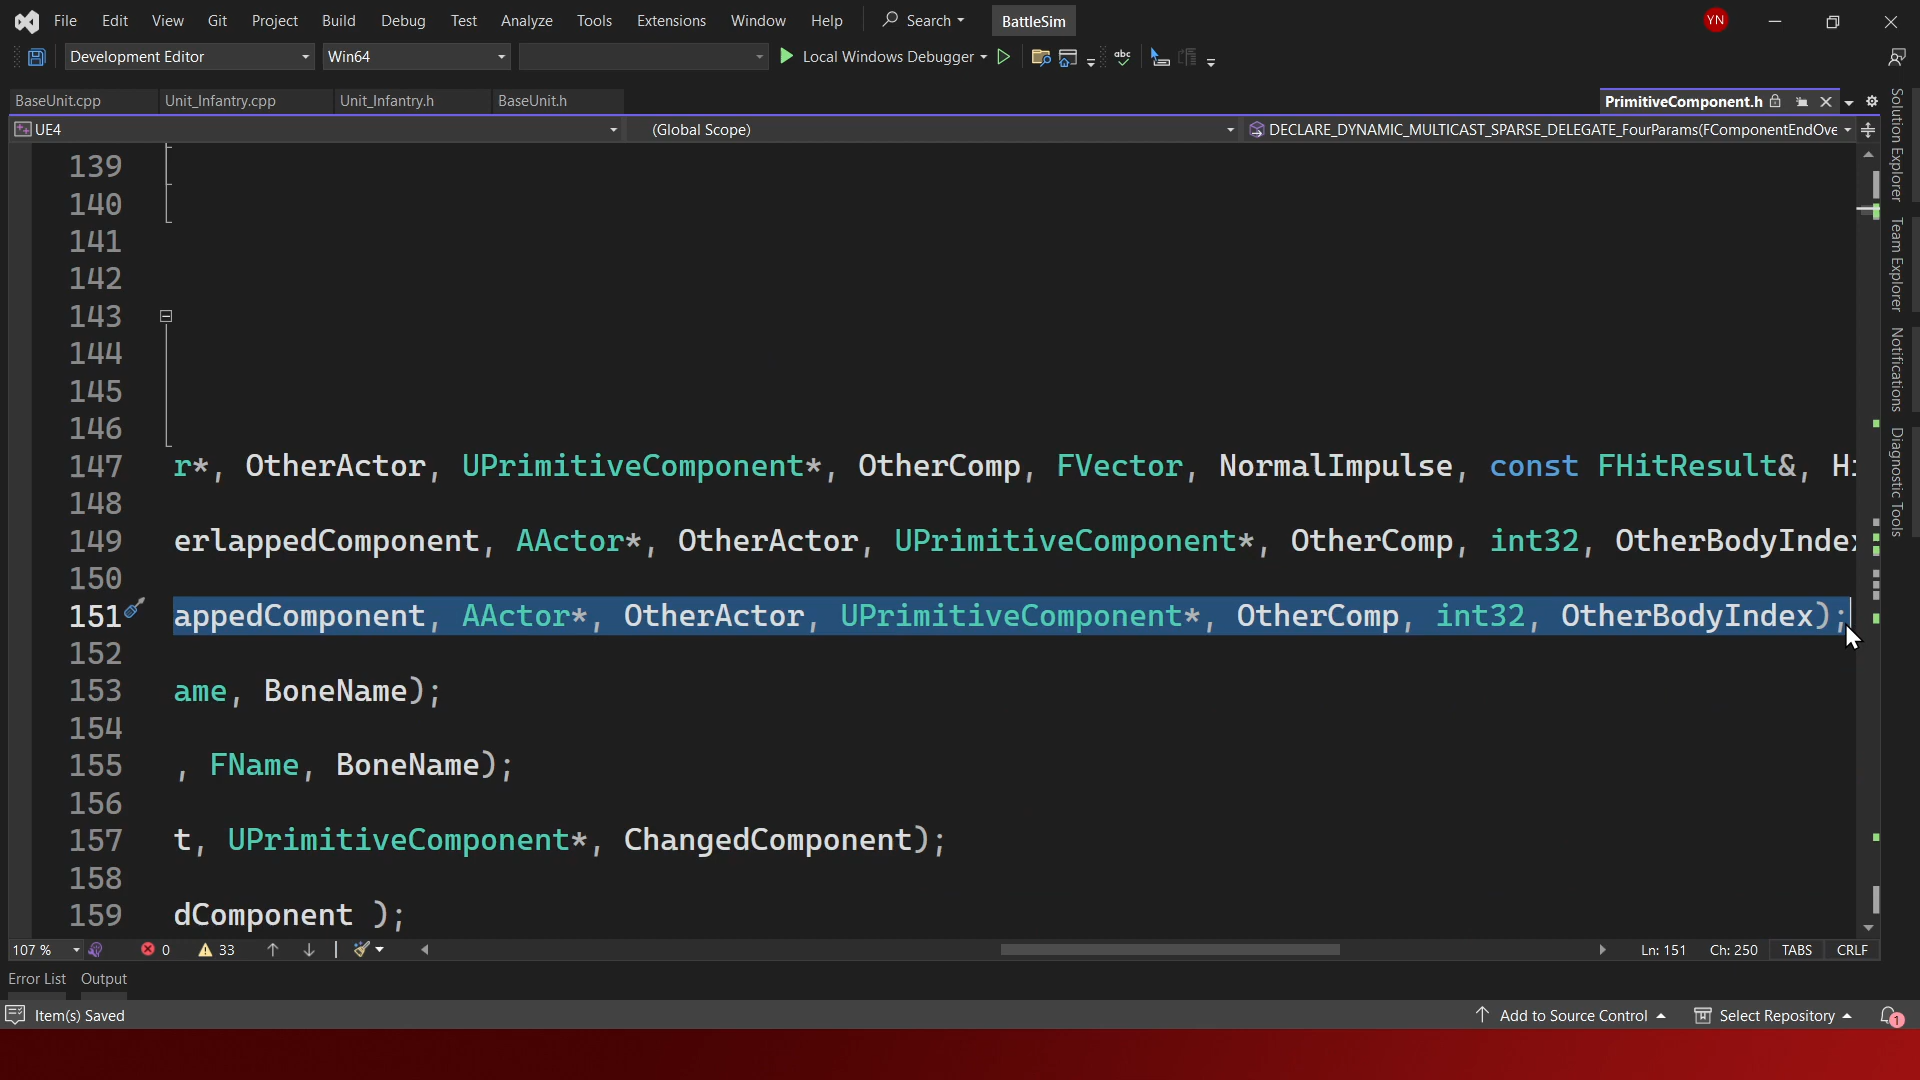 File Edit View Git Project Build Debug Test Analyze Tools Extensions Window Help Search BattleSim YN
Development Editor Win64 Local Windows Debugger abc
BaseUnit.cpp Unit_Infantry.cpp Unit_Infantry.h BaseUnit.h PrimitiveComponent.h
UE4 (Global Scope) DECLARE_DYNAMIC_MULTICAST_SPARSE_DELEGATE_FourParams(FComponentEndOve
139
140
141
142
143
144
145
146
147 r*, OtherActor, UPrimitiveComponent*, OtherComp, FVector, NormalImpulse, const FHitResult&, Hi
148
149 erlappedComponent, AActor*, OtherActor, UPrimitiveComponent*, OtherComp, int32, OtherBodyIndex
150
151 appedComponent, AActor*, OtherActor, UPrimitiveComponent*, OtherComp, int32, OtherBodyIndex);
152
153 ame, BoneName);
154
155 , FName, BoneName);
156
157 t, UPrimitiveComponent*, ChangedComponent);
158
159 dComponent );
Solution Explorer
Team Explorer
Notifications
Diagnostic Tools
107 % 0 33 Ln: 151 Ch: 250 TABS CRLF
Error List Output
Item(s) Saved Add to Source Control Select Repository 1